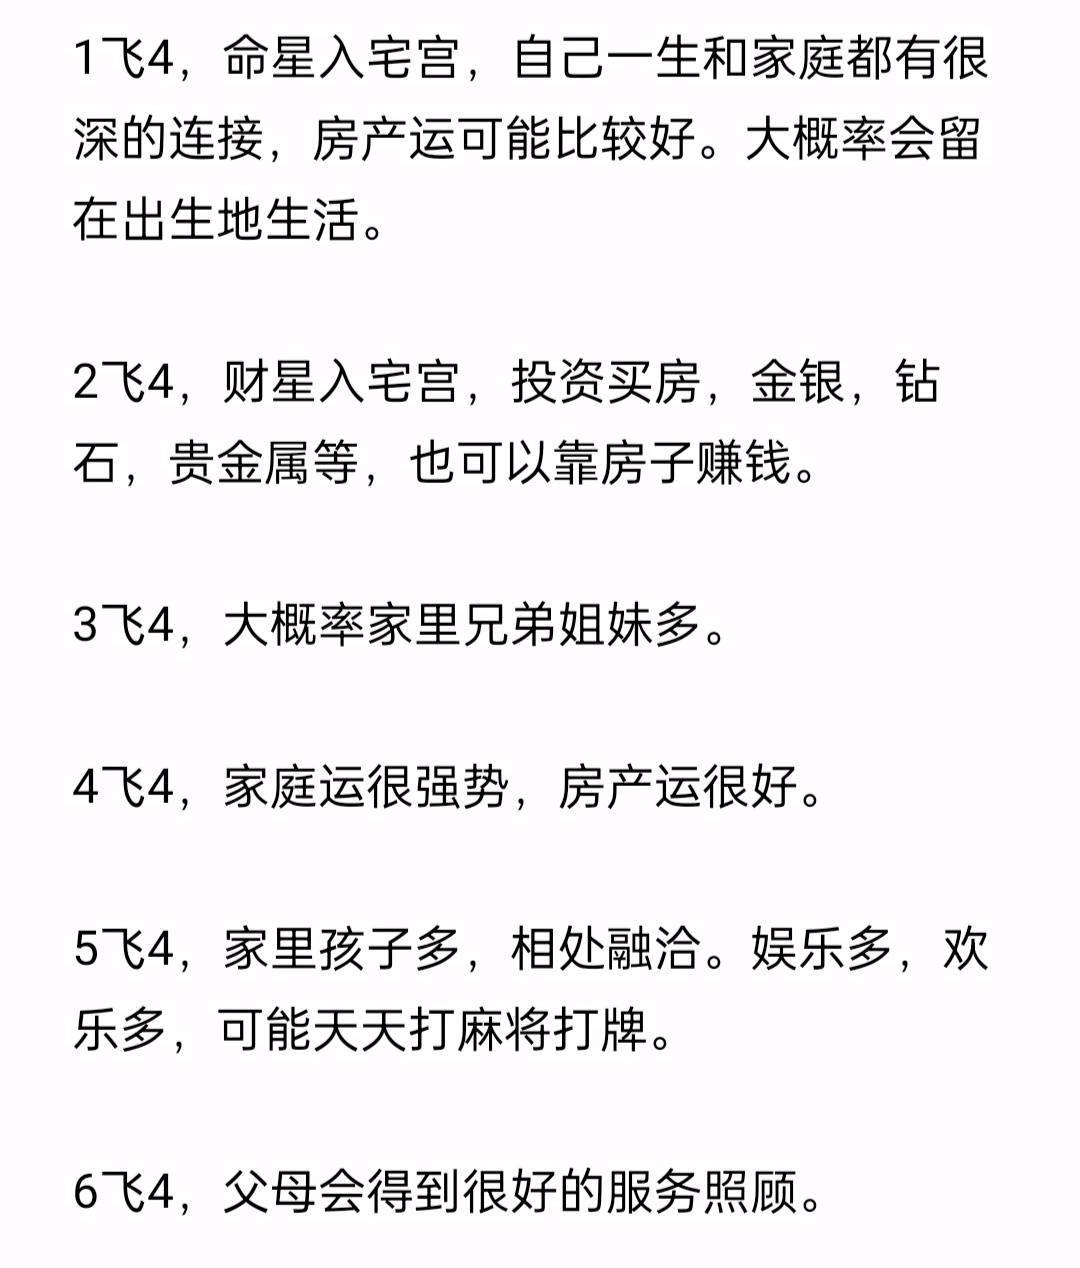 1飞4，命星入宅宫，自己一生和家庭都有很
深的连接，房产运可能比较好。大概率会留
在出生地生活。
2飞4，财星入宅宫，投资买房，金银，钻
石，贵金属等，也可以靠房子赚钱。
3飞4，大概率家里兄弟姐妹多。
4飞4，家庭运很强势，房产运很好。
5飞4，家里孩子多，相处融洽。娱乐多，欢
乐多，可能天天打麻将打牌。
6飞4，父母会得到很好的服务照顾。